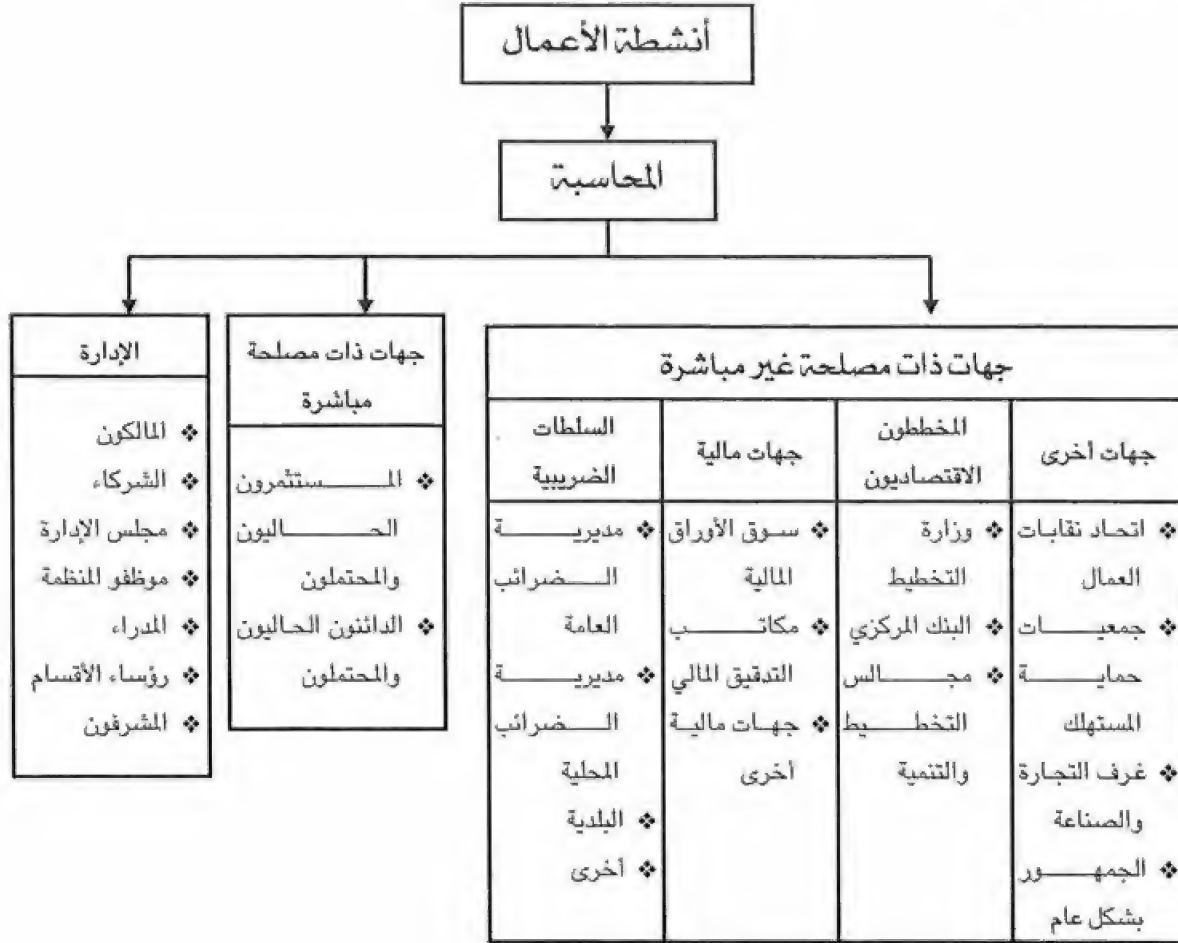 أنشطة الأعمال
المحاسبة
جهات ذات مصلحة غير مباشرة
جهات أخرى
اتحاد نقابات
العمال
جمعيات
حماية
المستهلك
غرف التجارة
والصناعة
الجمهور
بشكل عام
المخططون
الاقتصاديون
وزارة
التخطيط
البنك المركزي
مجالس
التخطيط
والتنمية
جهات مالية
سوق الأوراق
المالية
مكاتب
التدقيق المالي
جهات مالية
أخرى
السلطات
الضريبية
مديرية
الضرائب
العامة
مديرية
الضرائب
المحلية
البلدية
أخرى
جهات ذات مصلحة
مباشرة
المستثمرون
الحاليون
والمحتملون
الدائنون الحاليون
والمحتملون
الإدارة
المالكون
الشركاء
مجلس الإدارة
موظفو المنظمة
المدراء
رؤساء الأقسام
المشرفون